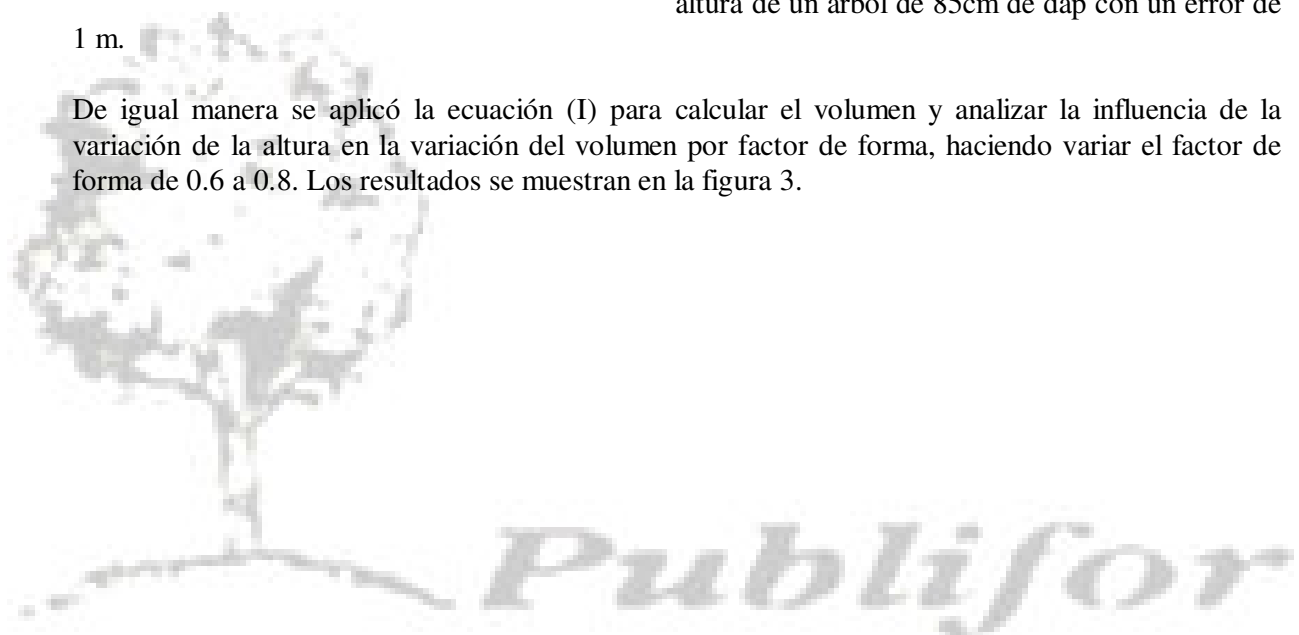 altura de un árbol de 85cm de dap con un error de
1 m.
De igual manera se aplicó la ecuación (I) para calcular el volumen y analizar la influencia de la
variación de la altura en la variación del volumen por factor de forma, haciendo variar el factor de
forma de 0.6 a 0.8. Los resultados se muestran en la figura 3.
Publifor